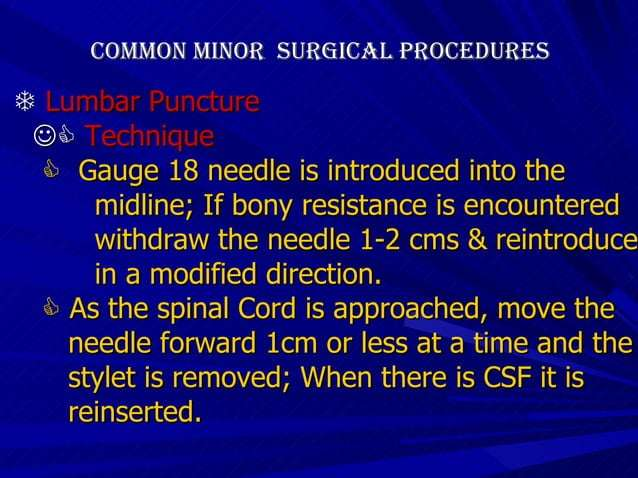 COMMON MINOR SURGICAL PROCEDURES
Lumbar Puncture
Technique
Gauge 18 needle is introduced into the
midline; If bony resistance is encountered
withdraw the needle 1-2 cms & reintroduce
in a modified direction.
As the spinal Cord is approached, move the
needle forward 1cm or less at a time and the
stylet is removed; When there is CSF it is
reinserted.